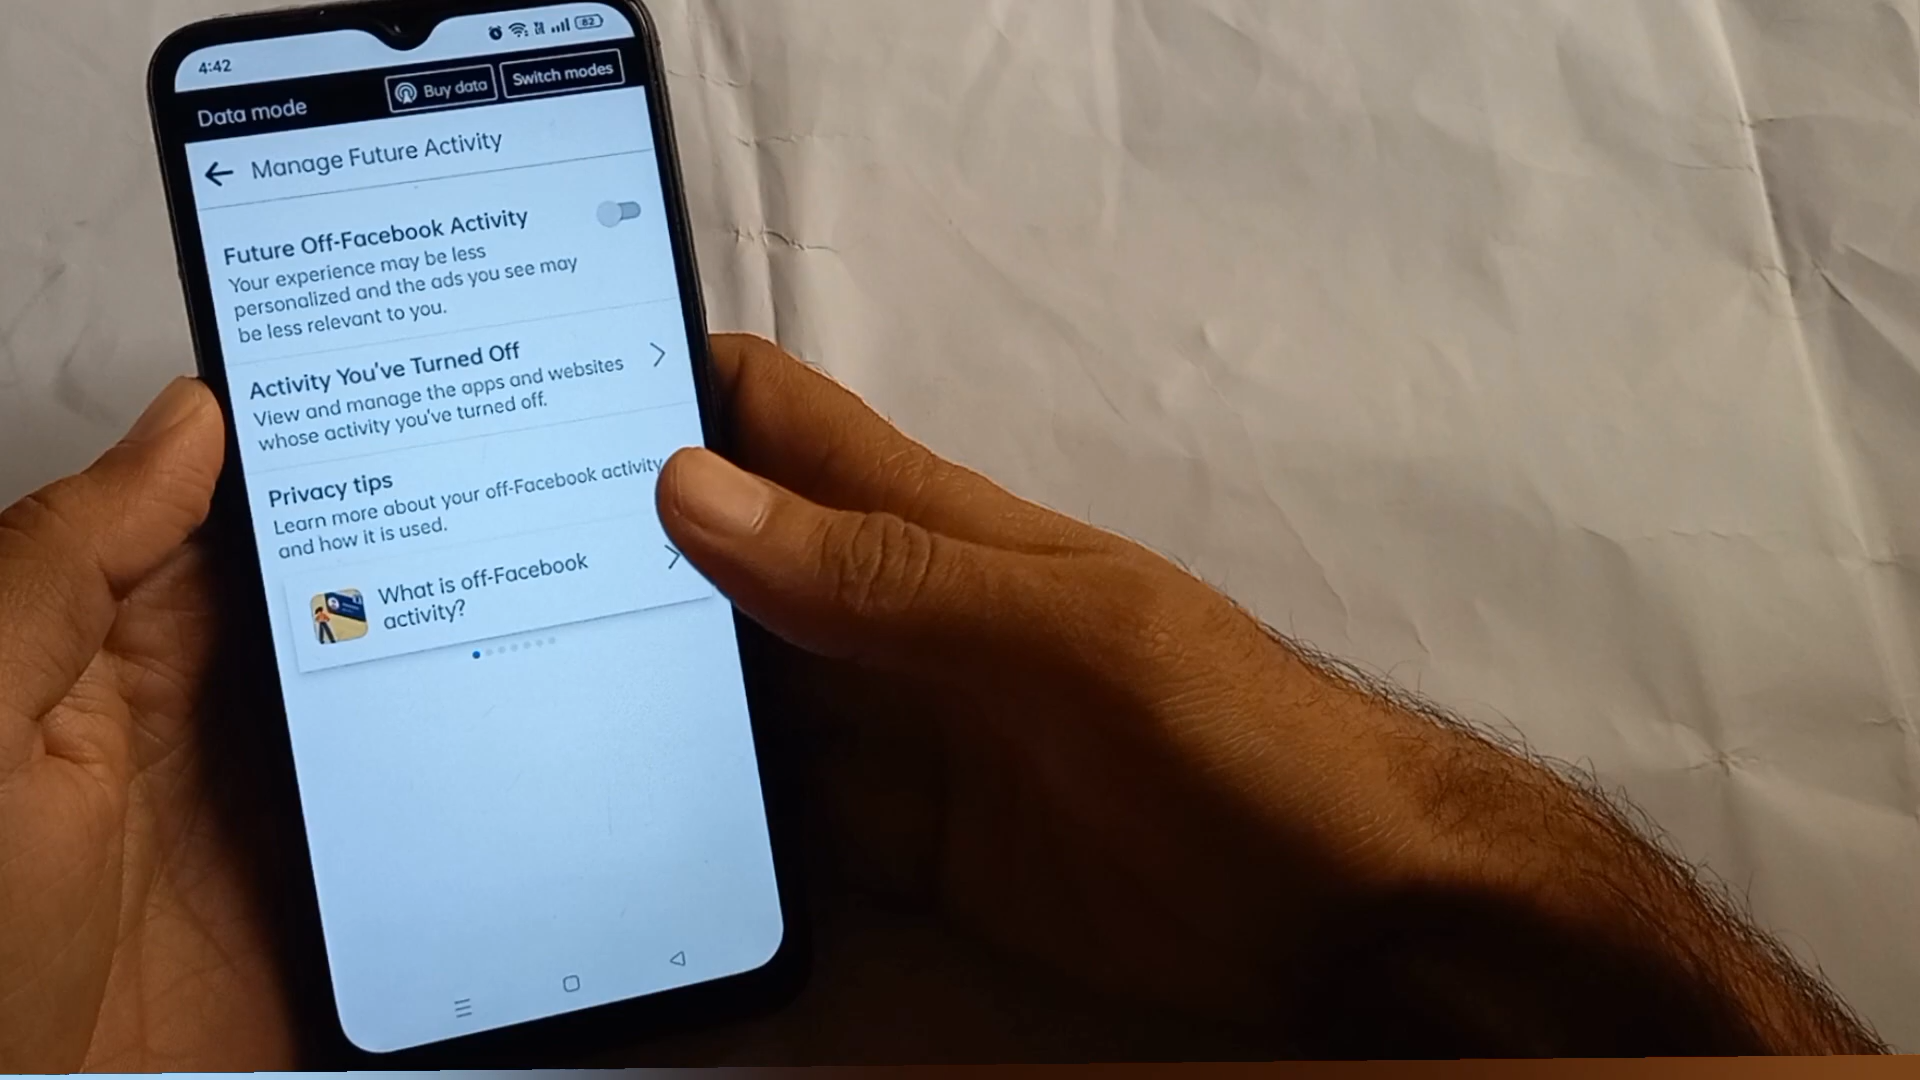 4:42
82
Data mode
Buy data
Switch modes
Manage Future Activity
Future Off-Facebook Activity
Your experience may be less
personalized and the ads you see may
be less relevant to you.
Activity You've Turned Off
View and manage the apps and websites
whose activity you've turned off.
Privacy tips
Learn more about your off-Facebook activity
and how it is used.
What is off-Facebook
activity?